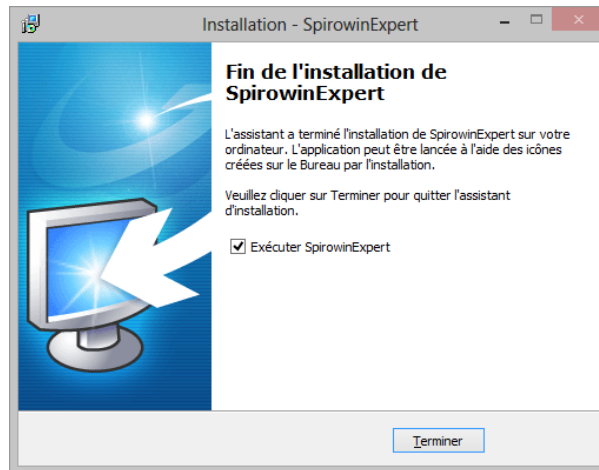 Installation - SpirowinExpert
Fin de l'installation de
SpirowinExpert
L'assistant a terminé l'installation de SpirowinExpert sur votre
ordinateur. L'application peut être lancée à l'aide des icônes
créées sur le Bureau par l'installation.
Veuillez cliquer sur Terminer pour quitter l'assistant
d'installation.
Exécuter SpirowinExpert
Terminer